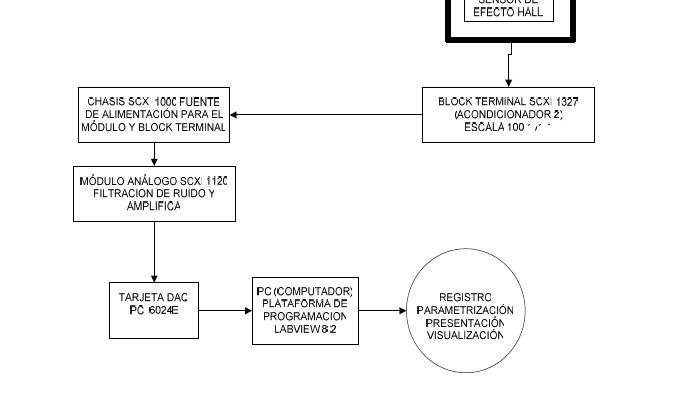 SENSOR DE
EFECTO HALL
CHASIS SCX 1000 FUENTE
DE ALIMENTACIÓN PARA EL
MÓDULO Y BLOCK TERMINAL
BLOCK TERMINAL SCXI 1327
(ACONDICIONADOR 2)
ESCALA 100
MÓDULO ANÁLOGO SCXI 1120
FILTRACION DE RUIDO Y
AMPLIFICA
TARJETA DAQ
PC 6024E
PC (COMPUTADOR)
PLATAFORMA DE
PROGRAMACION
LABVIEW 8.2
REGISTRO
PARAMETRIZACIÓN
PRESENTACIÓN
VISUALIZACIÓN